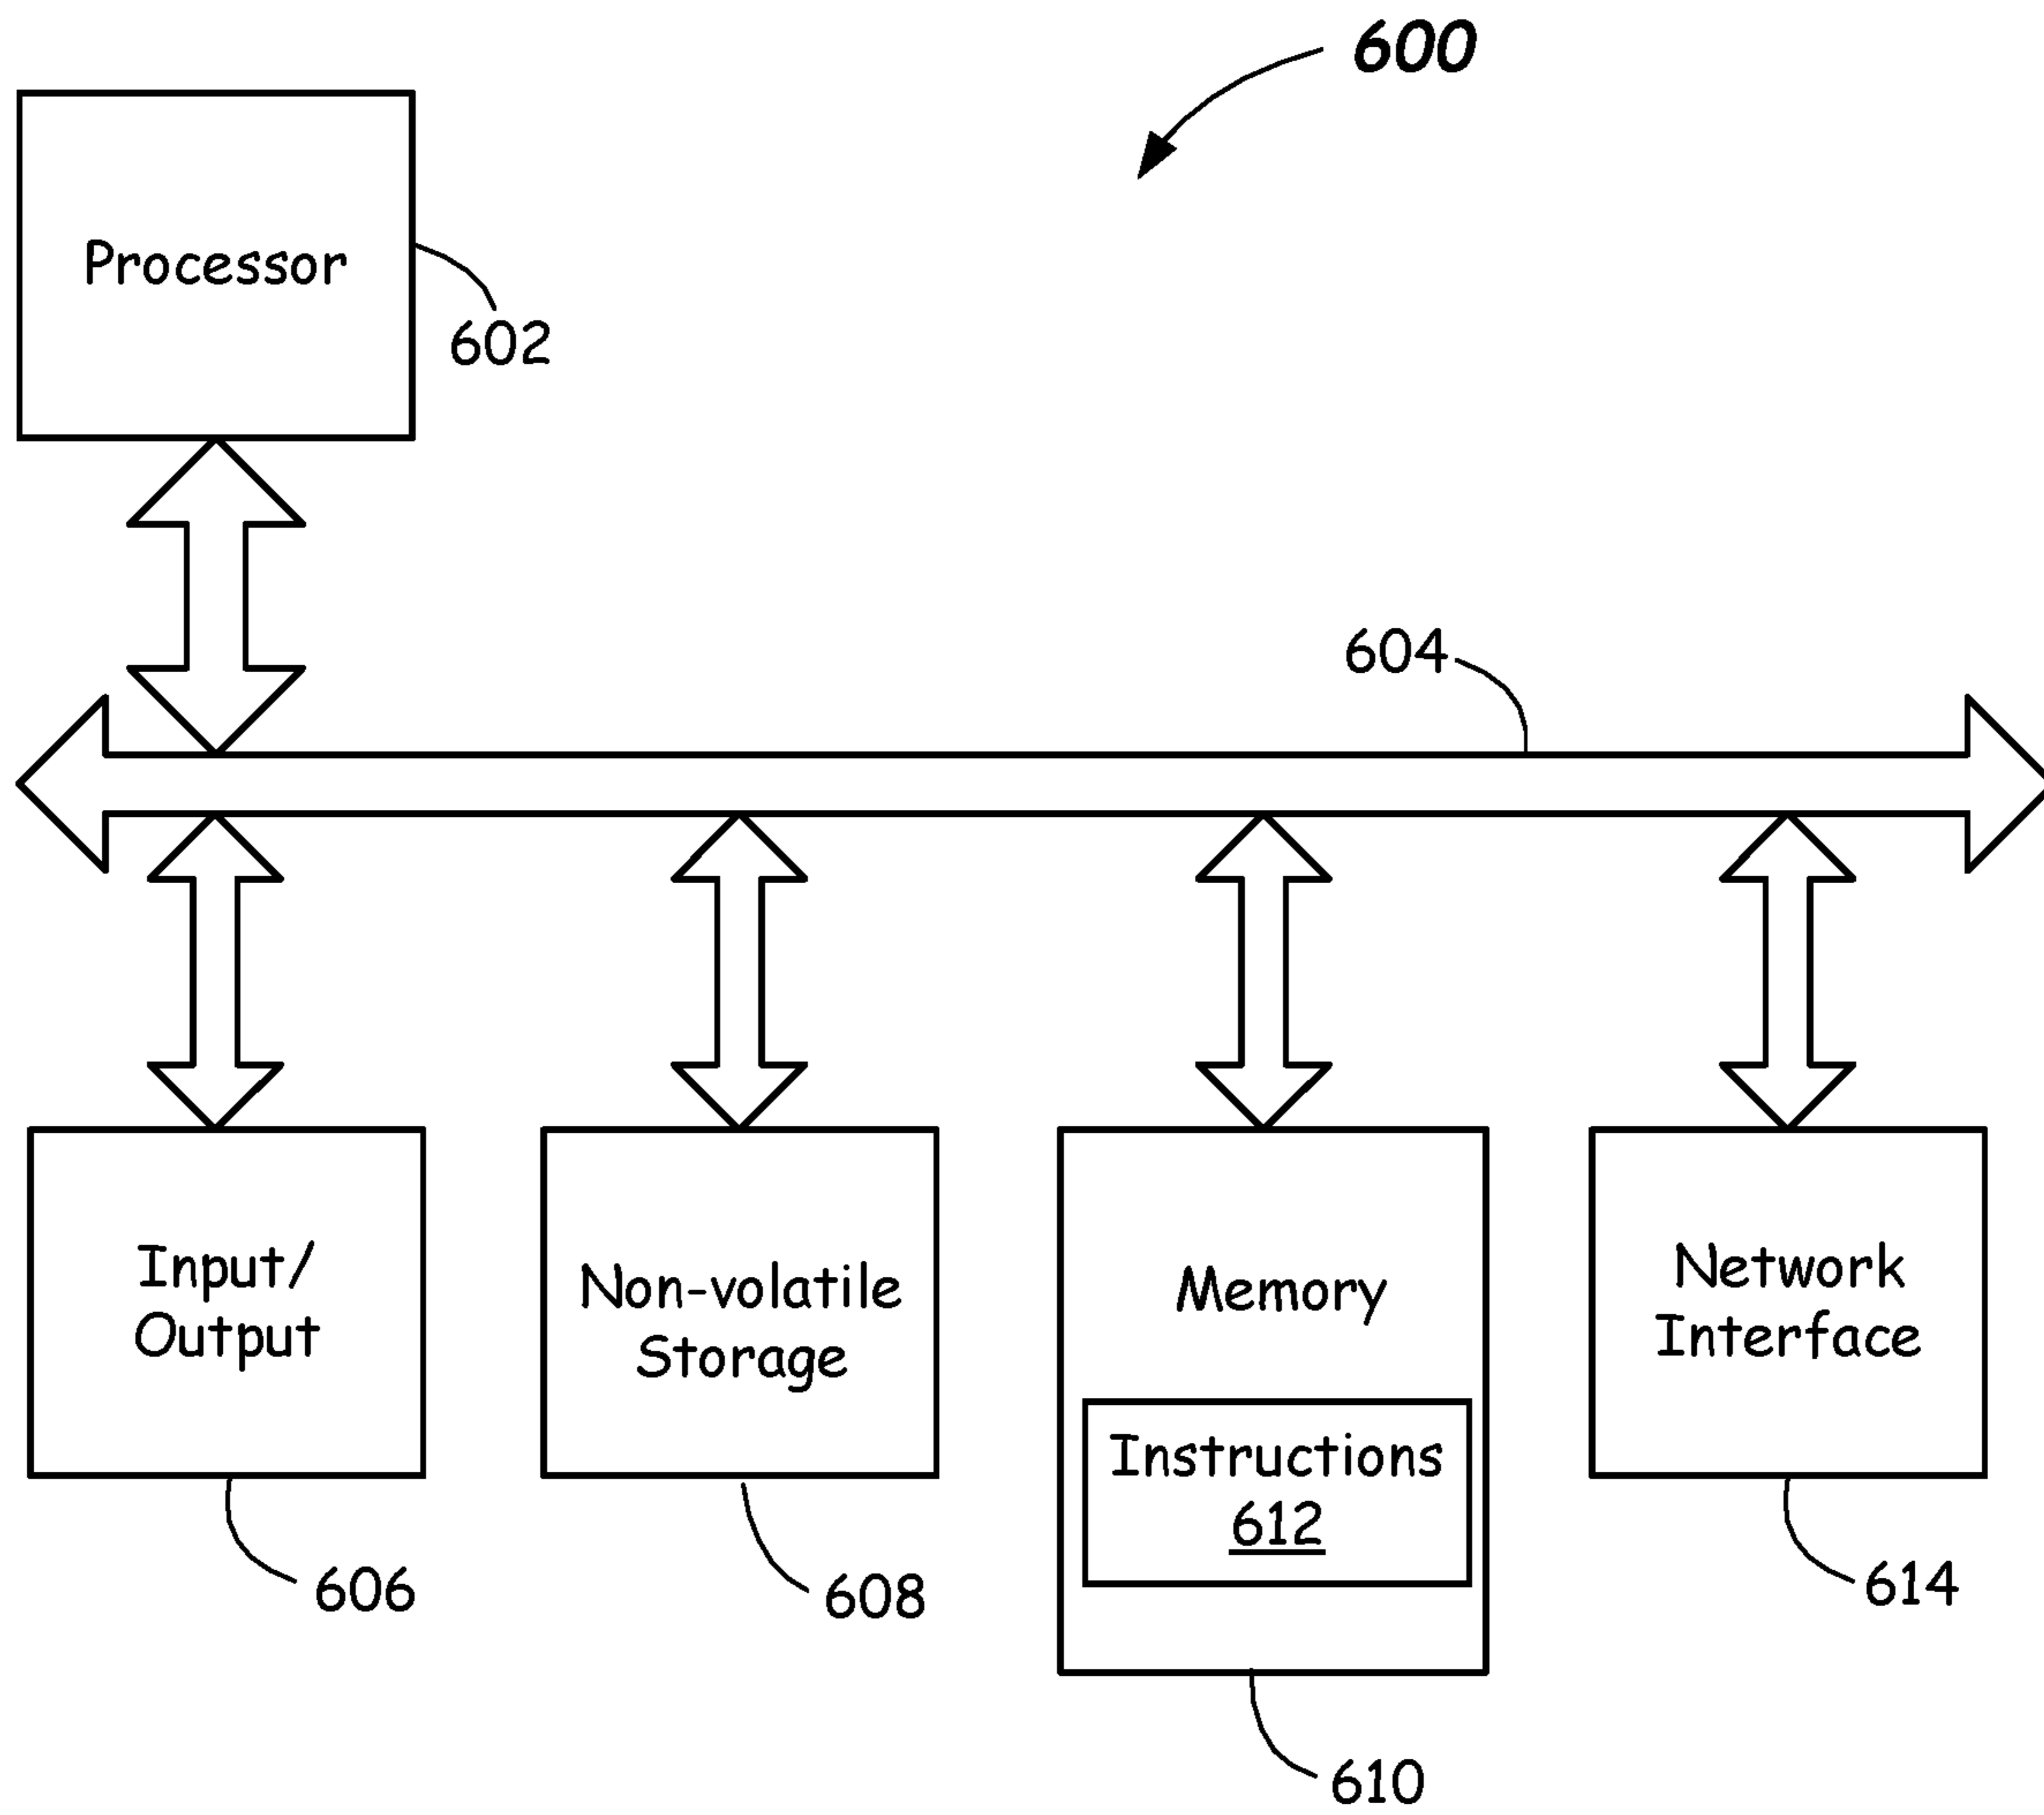 600
Processor
602
604
Input/
Output
Non-volatile
Storage
Memory
Instructions
612
Network
Interface
606
608
610
614